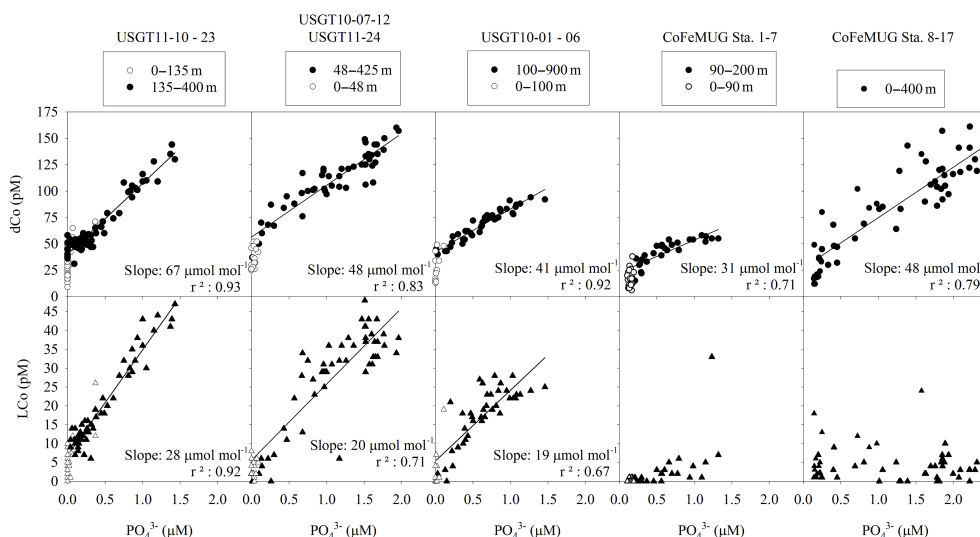 USGT11-10 - 23
USGT10-07-12
USGT11-24
USGT10-01 - 06
CoFeMUG Sta. 1-7
CoFeMUG Sta. 8-17
0–135 m
135–400 m
48–425 m
0–48 m
100–900 m
0–100 m
90–200 m
0–90 m
0–400 m
dCo (pM)
175
150
125
100
75
50
25
0
Slope: 67 μmol mol⁻¹
r² : 0.93
Slope: 48 μmol mol⁻¹
r² : 0.83
Slope: 41 μmol mol⁻¹
r² : 0.92
Slope: 31 μmol mol⁻¹
r² : 0.71
Slope: 48 μmol mol⁻¹
r² : 0.79
LCo (pM)
45
40
35
30
25
20
15
10
5
0
Slope: 28 μmol mol⁻¹
r² : 0.92
Slope: 20 μmol mol⁻¹
r² : 0.71
Slope: 19 μmol mol⁻¹
r² : 0.67
0.0 0.5 1.0 1.5 2.0 0.5 1.0 1.5 2.0 0.0 0.5 1.0 1.5 2.0 0.0 0.5 1.0 1.5 2.0 0.5 1.0 1.5 2.0
PO₄³⁻ (μM) PO₄³⁻ (μM) PO₄³⁻ (μM) PO₄³⁻ (μM) PO₄³⁻ (μM)